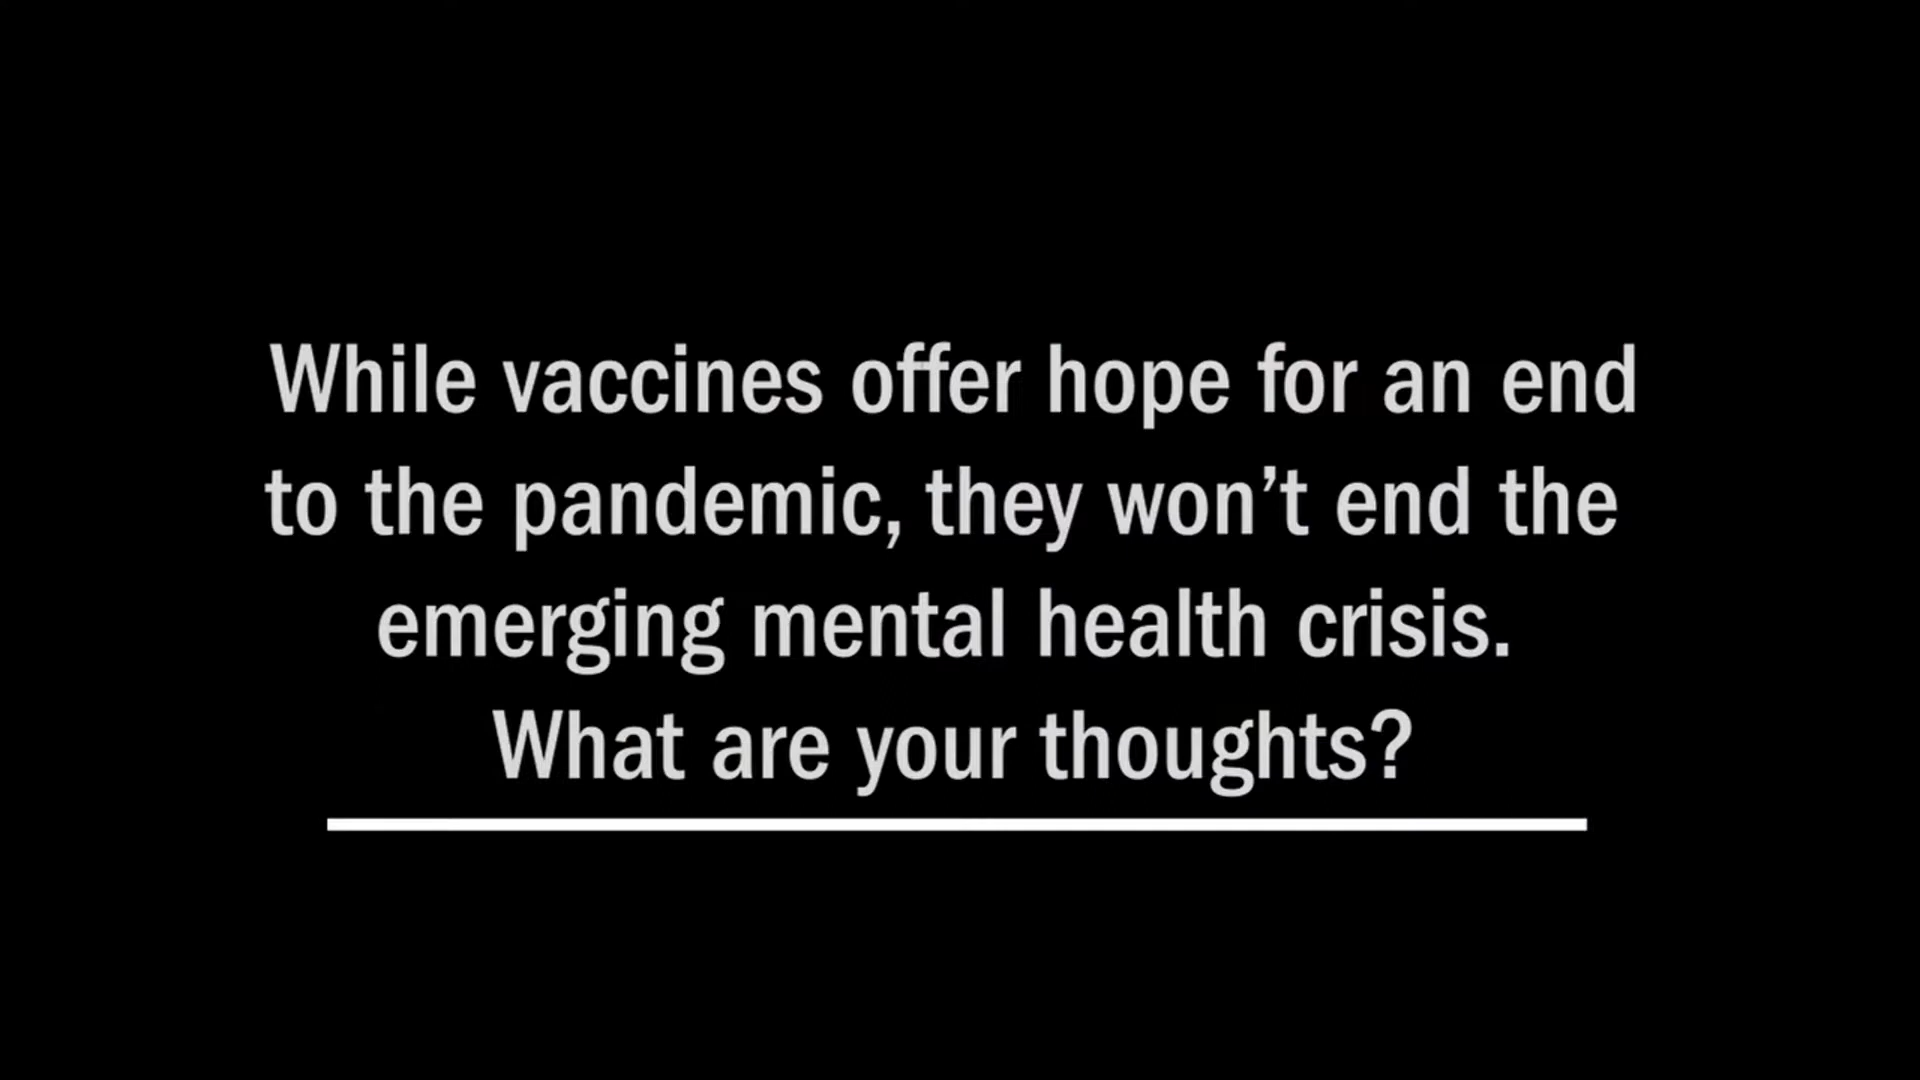 While vaccines offer hope for an end
to the pandemic, they won’t end the
emerging mental health crisis.
What are your thoughts?